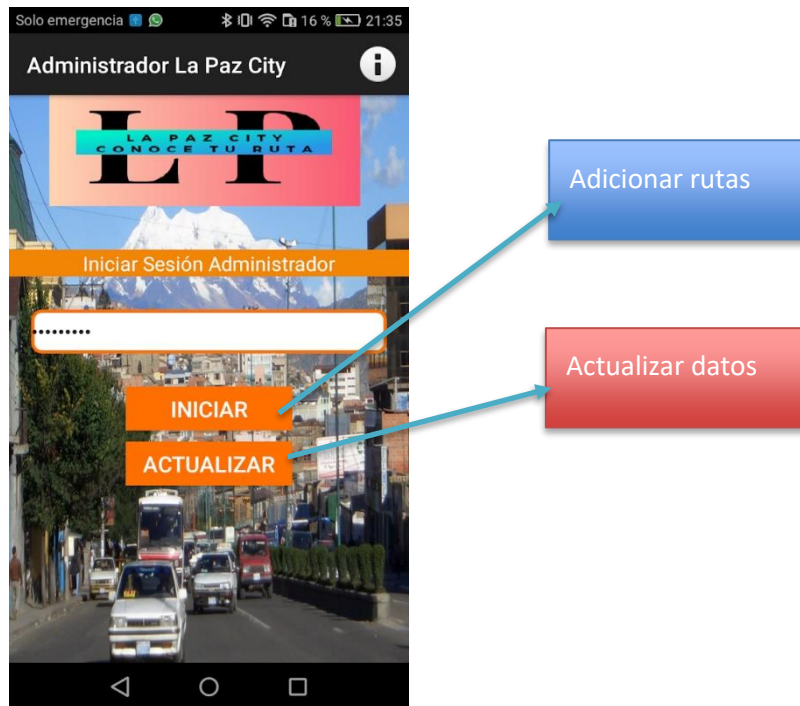 Solo emergencia 16 % 21:35
Administrador La Paz City
LP
LA PAZ CITY
CONOCE TU RUTA
Iniciar Sesión Administrador
•••••••••
INICIAR
ACTUALIZAR
Adicionar rutas
Actualizar datos